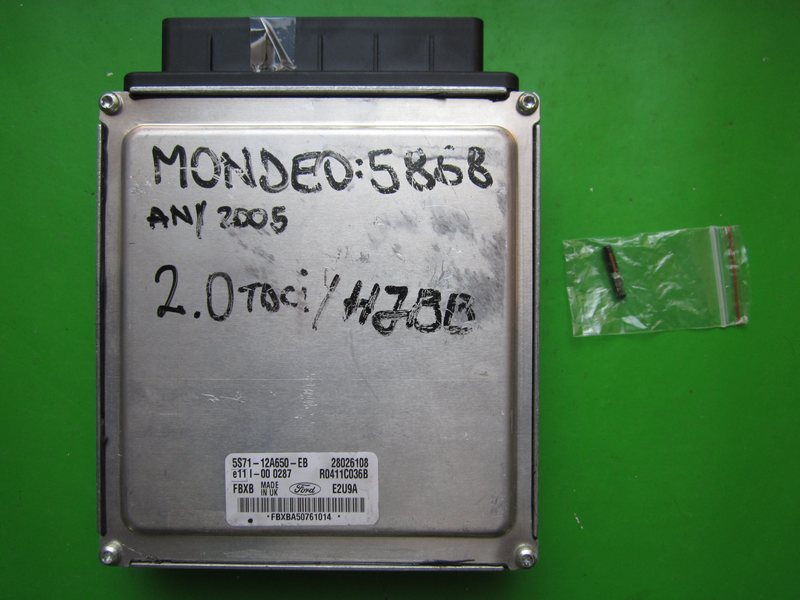 MONDEO:5868
AN/ 2005
2.0 TDCi/HJBB
5S71-12A650-EB 28026108
e11 I-00 0287 R0411C036B
FBXB MADE IN UK Ford E2U9A
•FBXBA50761014•